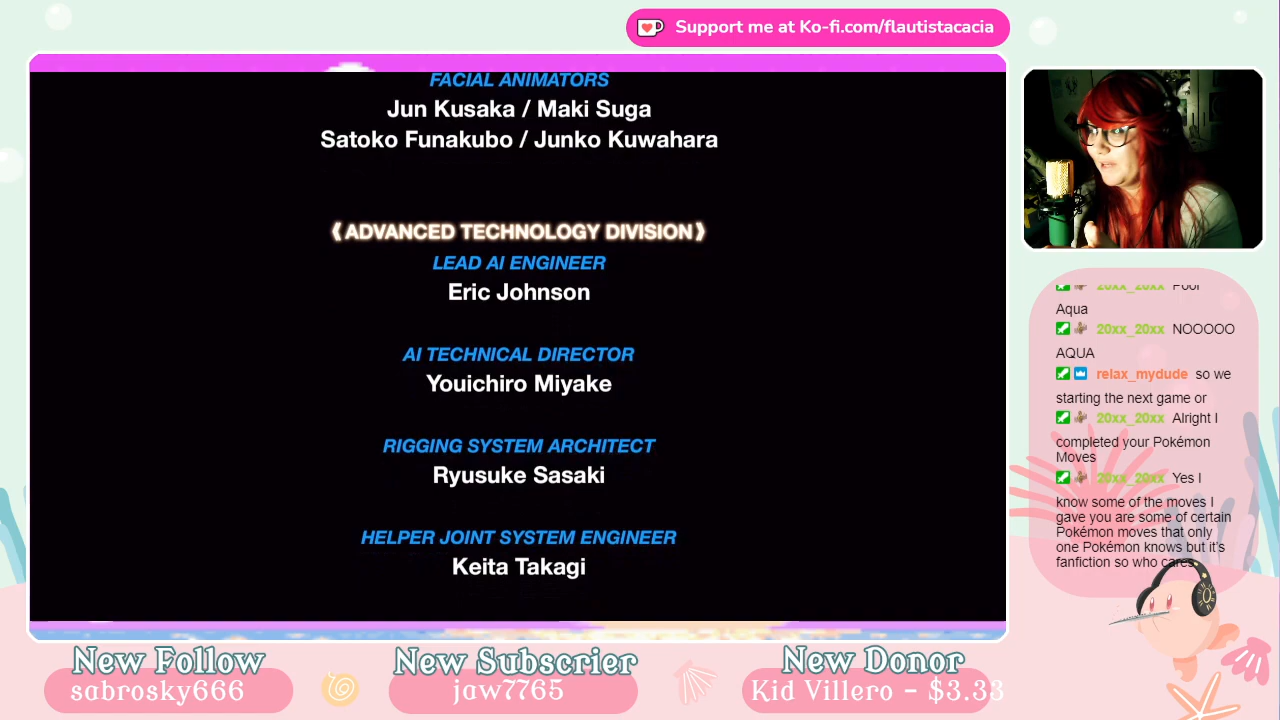 Support me at Ko-fi.com/flautistacacia
FACIAL ANIMATORS
Jun Kusaka / Maki Suga
Satoko Funakubo / Junko Kuwahara
《ADVANCED TECHNOLOGY DIVISION》
LEAD AI ENGINEER
Eric Johnson
AI TECHNICAL DIRECTOR
Youichiro Miyake
RIGGING SYSTEM ARCHITECT
Ryusuke Sasaki
HELPER JOINT SYSTEM ENGINEER
Keita Takagi
20xx_20xx Poor
Aqua
20xx_20xx NOOOOO
AQUA
relax_mydude so we
starting the next game or
20xx_20xx Alright I
completed your Pokémon
Moves
20xx_20xx Yes I
know some of the moves I
gave you are some of certain
Pokémon moves that only
one Pokémon knows but it's
fanfiction so who cares
New Follow
sabrosky666
New Subscrier
jaw7765
New Donor
Kid Villero - $3.33